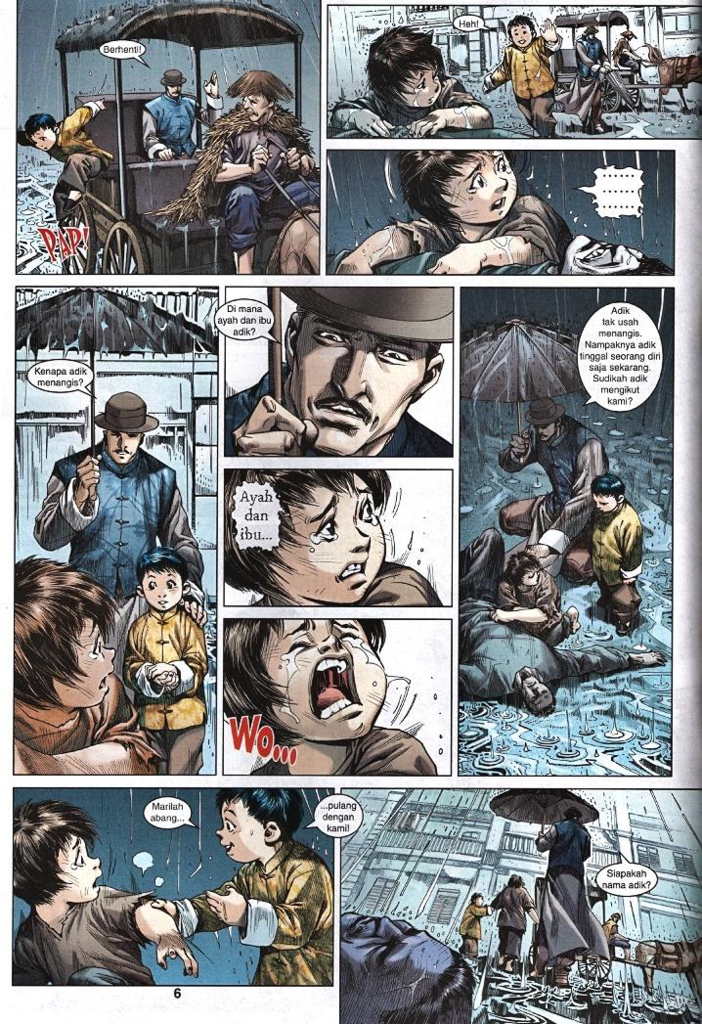 Berhenti!
PAP!
Heh!
......
......
......
Kenapa adik
menangis?
Di mana
ayah dan ibu
adik?
Ayah
dan
ibu...
WO...
Adik
tak usah
menangis.
Nampaknya adik
tinggal seorang diri
saja sekarang.
Sudikah adik
mengikut
kami?
Marilah
abang...
...pulang
dengan
kami!
Siapakah
nama adik?
6